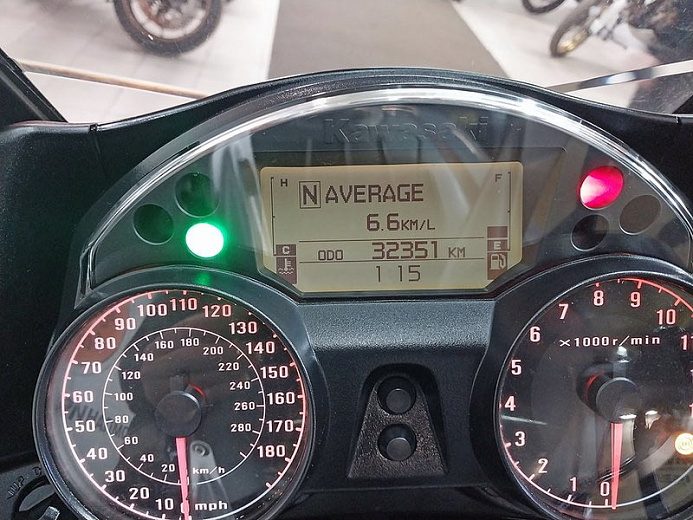 Kawasaki
H
F
N AVERAGE
6.6KM/L
C
E
ODO 32351 KM
1 15
10 20 30 40 50 60 70 80 90 100 110 120 130 140 150 160 170 180
20 40 60 80 100 120 140 160 180 200 220 240 260 280
km/h
mph
0 1 2 3 4 5 6 7 8 9 10 11
×1000r/min